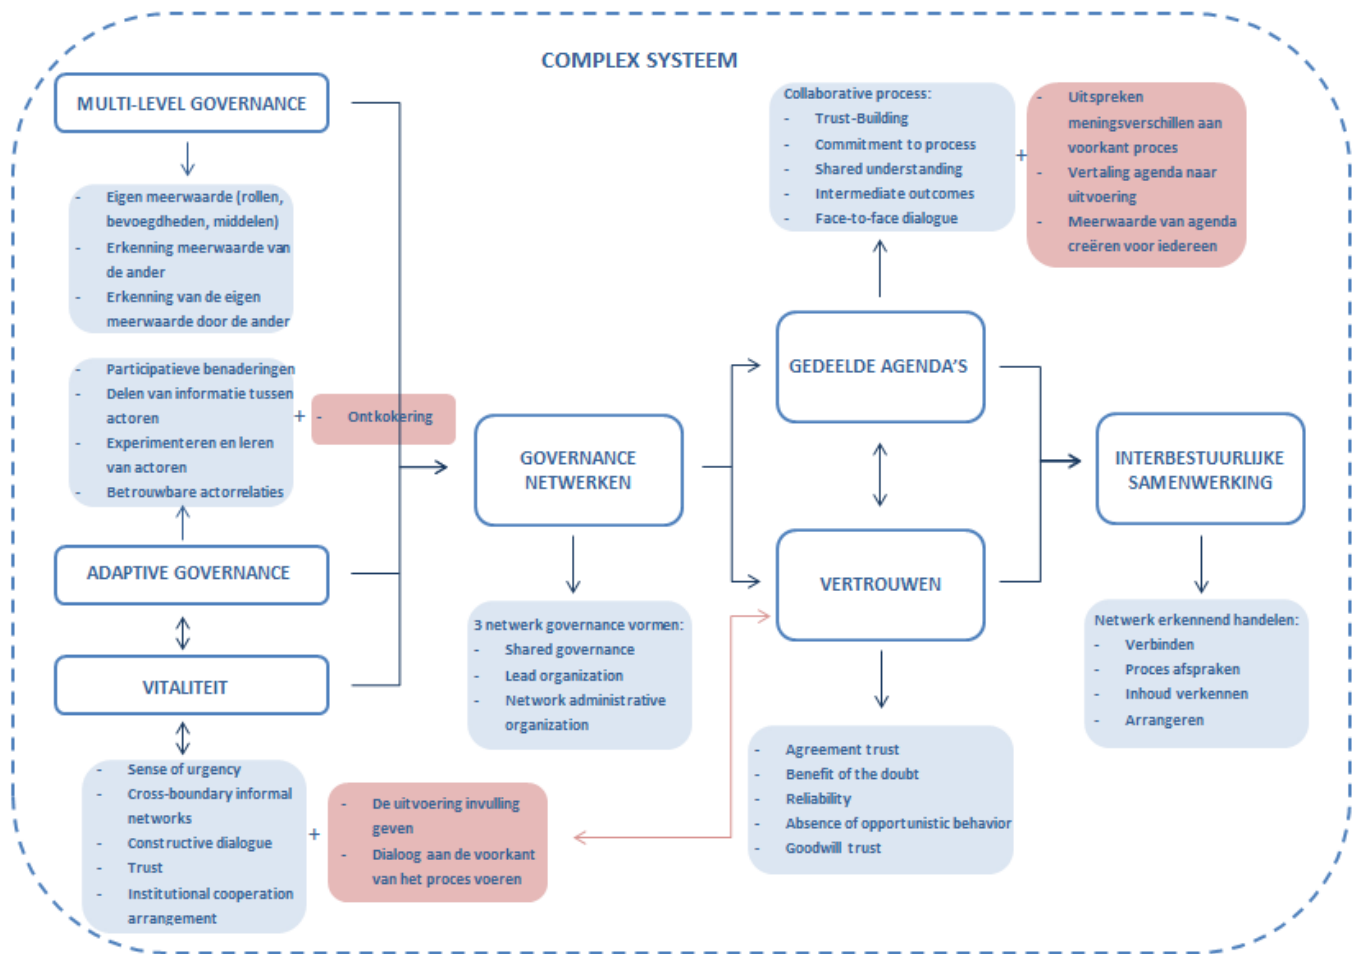 COMPLEX SYSTEEM
MULTI-LEVEL GOVERNANCE
- Eigen meerwaarde (rollen,
bevoegdheden, middelen)
- Erkenning meerwaarde van
de ander
- Erkenning van de eigen
meerwaarde door de ander
- Participatieve benaderingen
- Delen van informatie tussen
actoren
- Experimenteren en leren
van actoren
- Betrouwbare actorrelaties
+
- Ontkokering
ADAPTIVE GOVERNANCE
VITALITEIT
- Sense of urgency
- Cross-boundary informal
networks
- Constructive dialogue
- Trust
- Institutional cooperation
arrangement
+
- De uitvoering invulling
geven
- Dialoog aan de voorkant
van het proces voeren
GOVERNANCE
NETWERKEN
3 netwerk governance vormen:
- Shared governance
- Lead organization
- Network administrative
organization
Collaborative process:
- Trust-Building
- Commitment to process
- Shared understanding
- Intermediate outcomes
- Face-to-face dialogue
+
- Uitspreken
meningsverschillen aan
voorkant proces
- Vertaling agenda naar
uitvoering
- Meerwaarde van agenda
creëren voor iedereen
GEDEELDE AGENDA'S
VERTROUWEN
- Agreement trust
- Benefit of the doubt
- Reliability
- Absence of opportunistic behavior
- Goodwill trust
INTERBESTUURLIJKE
SAMENWERKING
Netwerk erkennend handelen:
- Verbinden
- Proces afspraken
- Inhoud verkennen
- Arrangeren